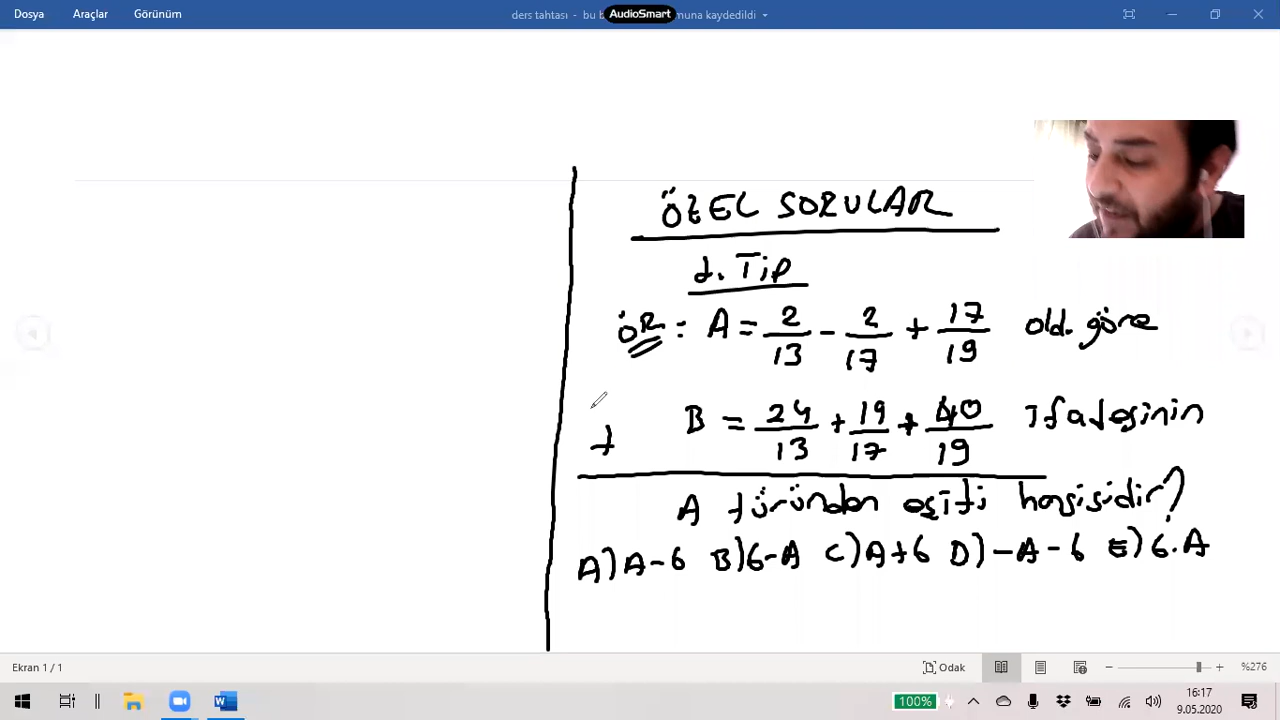 Dosya Araçlar Görünüm
ders tahtası - bu b AudioSmart muna kaydedildi
ÖZEL SORULAR
1. Tip
ÖR: A = 2/13 - 2/17 + 17/19 old. göre
+ B = 24/13 + 19/17 + 40/19 ifadesinin
A türünden eşiti hangisidir?
A) A-6 B) 6-A C) A+6 D) -A-6 E) 6.A
Ekran 1 / 1 Odak %276
100% 16:17
9.05.2020